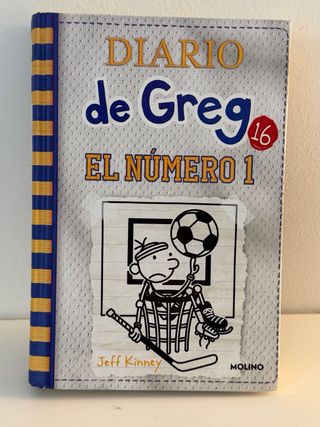 DIARIO
de Greg
16
EL NÚMERO 1
Jeff Kinney
MOLINO